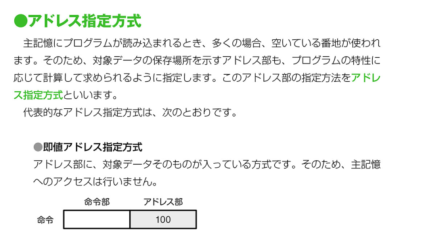 ●アドレス指定方式
主記憶にプログラムが読み込まれるとき、多くの場合、空いている番地が使われ
ます。そのため、対象データの保存場所を示すアドレス部も、プログラムの特性に
応じて計算して求められるように指定します。このアドレス部の指定方法をアドレ
ス指定方式といいます。
代表的なアドレス指定方式は、次のとおりです。
●即値アドレス指定方式
アドレス部に、対象データそのものが入っている方式です。そのため、主記憶
へのアクセスは行いません。
命令部 アドレス部
命令 100